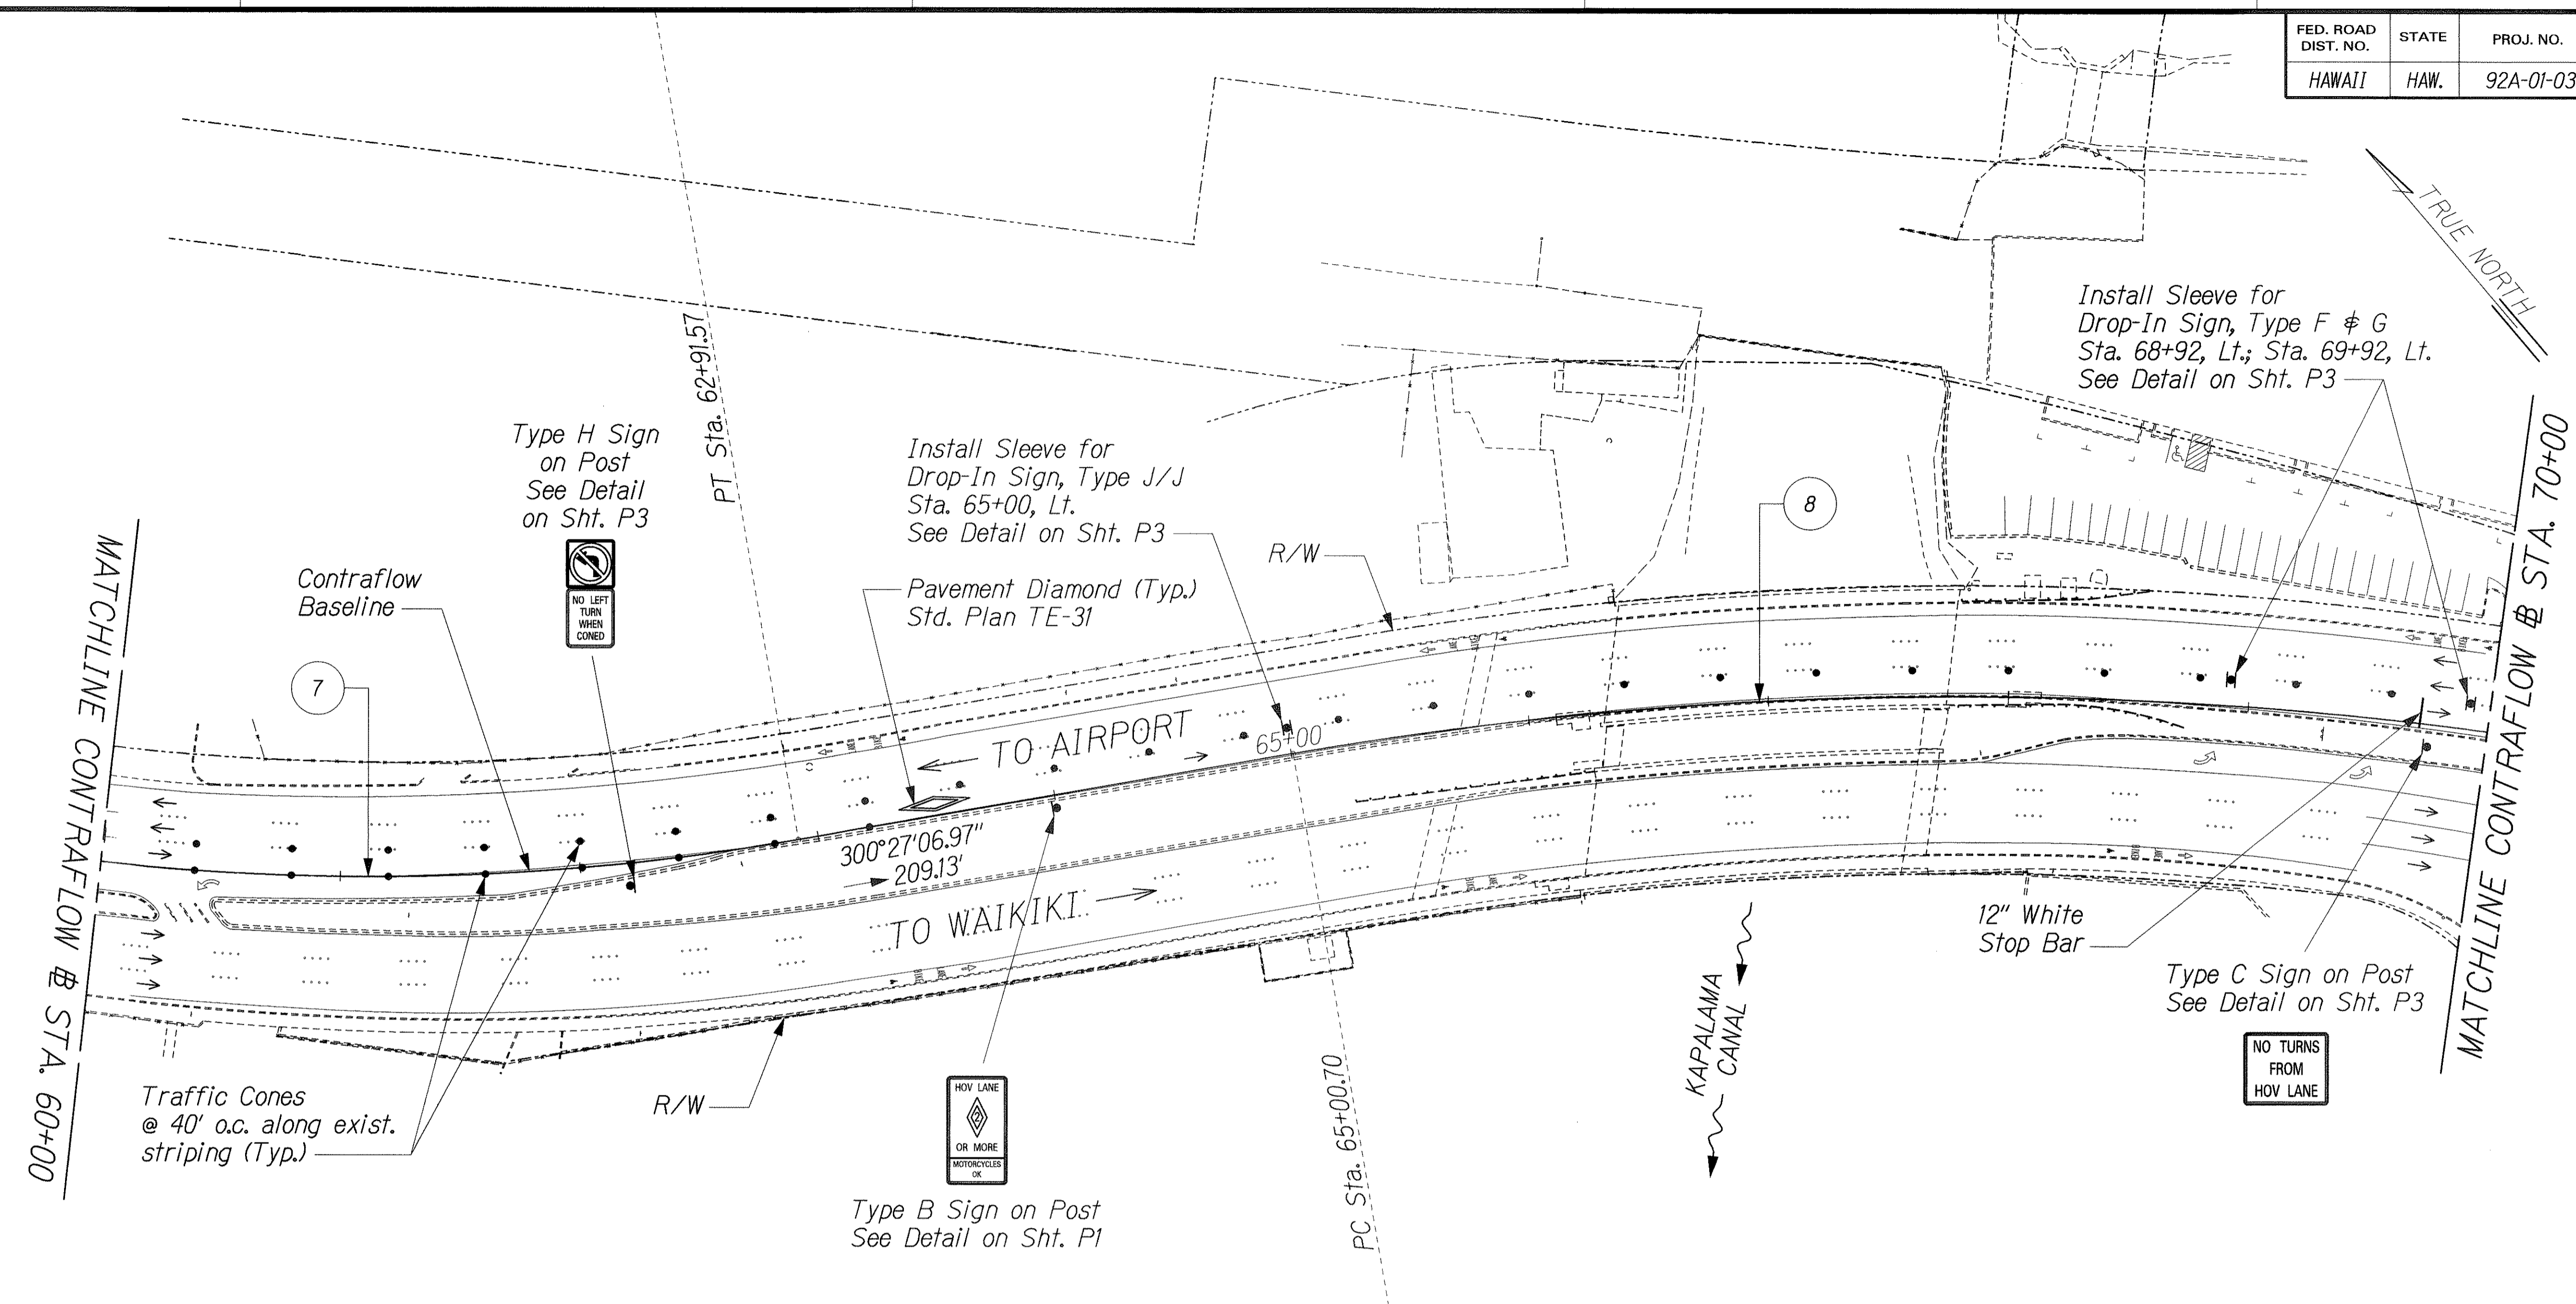 FED. ROAD DIST. NO.
STATE
PROJ. NO.
HAWAII
HAW.
92A-01-03
TRUE NORTH
Install Sleeve for
Drop-In Sign, Type F & G
Sta. 68+92, Lt.; Sta. 69+92, Lt.
See Detail on Sht. P3
PT Sta. 62+91.57
Type H Sign
on Post
See Detail
on Sht. P3
NO LEFT
TURN
WHEN
CONED
Install Sleeve for
Drop-In Sign, Type J/J
Sta. 65+00, Lt.
See Detail on Sht. P3
Pavement Diamond (Typ.)
Std. Plan TE-31
R/W
8
Contraflow
Baseline
7
MATCHLINE CONTRAFLOW ⅊ STA. 60+00
MATCHLINE CONTRAFLOW ⅊ STA. 70+00
TO AIRPORT
65+00
300°27'06.97"
209.13'
TO WAIKIKI
Traffic Cones
@ 40' o.c. along exist.
striping (Typ.)
R/W
HOV LANE
2
OR MORE
MOTORCYCLES
OK
Type B Sign on Post
See Detail on Sht. P1
PC Sta. 65+00.70
KAPALAMA
CANAL
12" White
Stop Bar
Type C Sign on Post
See Detail on Sht. P3
NO TURNS
FROM
HOV LANE